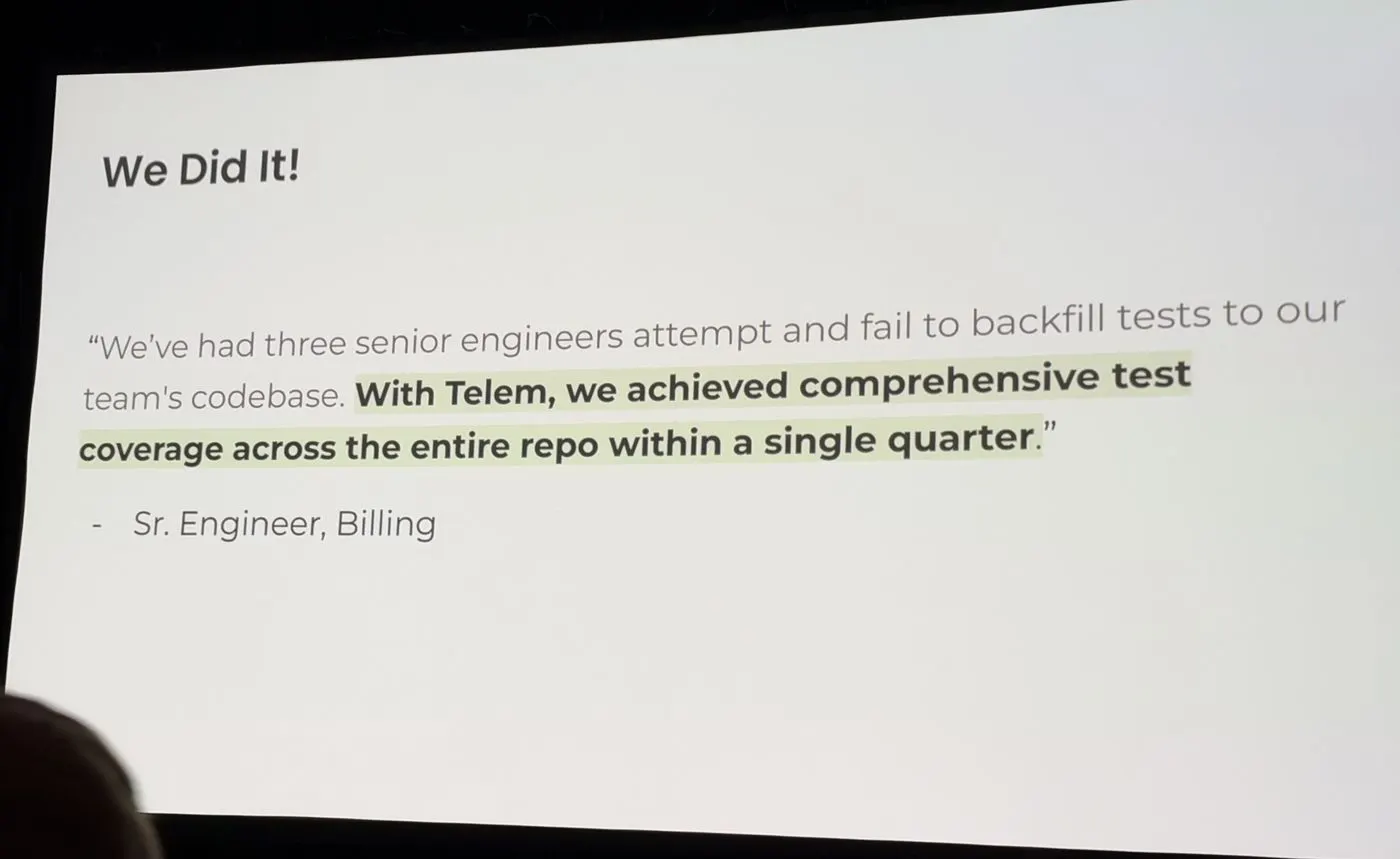 We Did It!
“We’ve had three senior engineers attempt and fail to backfill tests to our
team's codebase. With Telem, we achieved comprehensive test
coverage across the entire repo within a single quarter.”
- Sr. Engineer, Billing